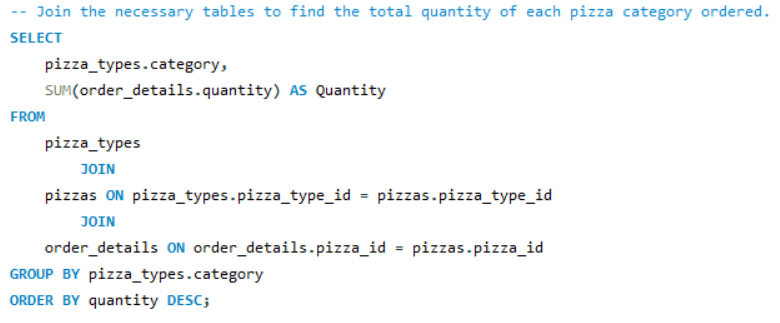 -- Join the necessary tables to find the total quantity of each pizza category ordered.
SELECT
    pizza_types.category,
    SUM(order_details.quantity) AS Quantity
FROM
    pizza_types
        JOIN
    pizzas ON pizza_types.pizza_type_id = pizzas.pizza_type_id
        JOIN
    order_details ON order_details.pizza_id = pizzas.pizza_id
GROUP BY pizza_types.category
ORDER BY quantity DESC;